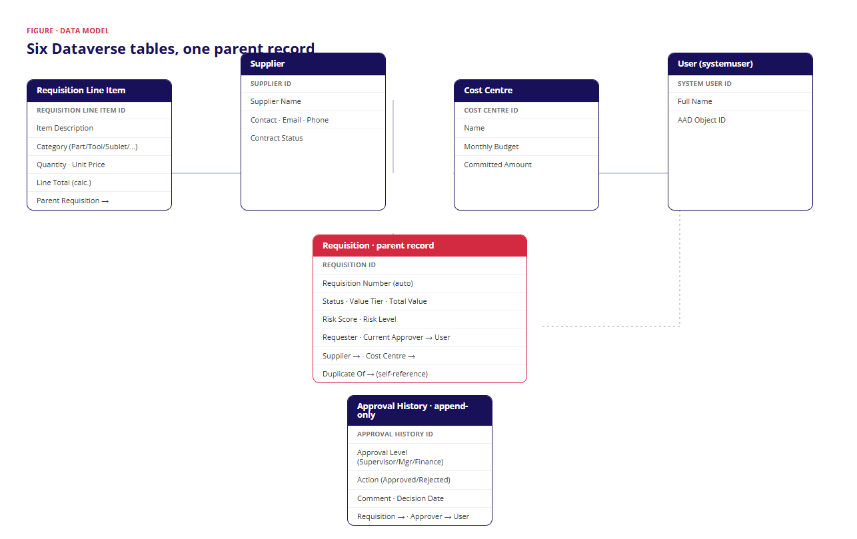 FIGURE · DATA MODEL
Six Dataverse tables, one parent record
Requisition Line Item
REQUISITION LINE ITEM ID
Item Description
Category (Part/Tool/Sublet/...)
Quantity · Unit Price
Line Total (calc.)
Parent Requisition →
Supplier
SUPPLIER ID
Supplier Name
Contact · Email · Phone
Contract Status
Cost Centre
COST CENTRE ID
Name
Monthly Budget
Committed Amount
User (systemuser)
SYSTEM USER ID
Full Name
AAD Object ID
Requisition · parent record
REQUISITION ID
Requisition Number (auto)
Status · Value Tier · Total Value
Risk Score · Risk Level
Requester · Current Approver → User
Supplier → · Cost Centre →
Duplicate Of → (self-reference)
Approval History · append-
only
APPROVAL HISTORY ID
Approval Level
(Supervisor/Mgr/Finance)
Action (Approved/Rejected)
Comment · Decision Date
Requisition → · Approver → User